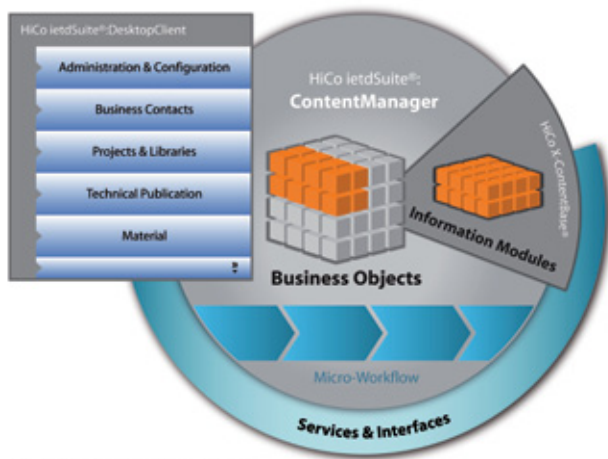 HiCo ietdSuite®:DesktopClient
Administration & Configuration
Business Contacts
Projects & Libraries
Technical Publication
Material
HiCo ietdSuite®:
ContentManager
HiCo X-ContentBase®
Information Modules
Business Objects
Micro-Workflow
Services & Interfaces